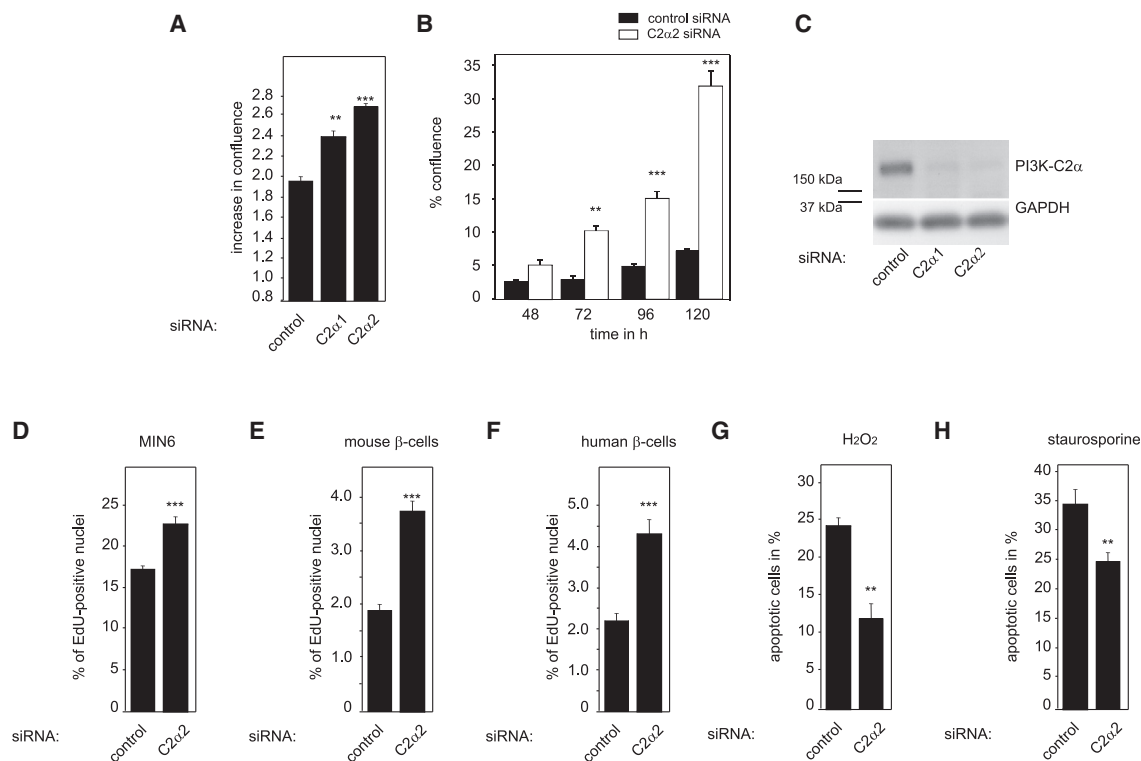 A
increase in confluence
2.8
2.6
2.4
2.2
2.0
1.8
1.6
1.4
1.2
1.0
0.8
**
***
siRNA:
control
C2α1
C2α2
B
control siRNA
C2α2 siRNA
% confluence
35
30
25
20
15
10
5
0
**
***
***
48
72
96
120
time in h
C
150 kDa
37 kDa
PI3K-C2α
GAPDH
siRNA:
control
C2α1
C2α2
D
MIN6
% of EdU-positive nuclei
25
20
15
10
5
0
***
siRNA:
control
C2α2
E
mouse β-cells
% of EdU-positive nuclei
4.0
3.0
2.0
1.0
0
***
siRNA:
control
C2α2
F
human β-cells
% of EdU-positive nuclei
5.0
4.0
3.0
2.0
1.0
0
***
siRNA:
control
C2α2
G
H2O2
apoptotic cells in %
30
25
20
15
10
5
0
**
siRNA:
control
C2α2
H
staurosporine
apoptotic cells in %
40
35
30
25
20
15
10
5
0
**
siRNA:
control
C2α2